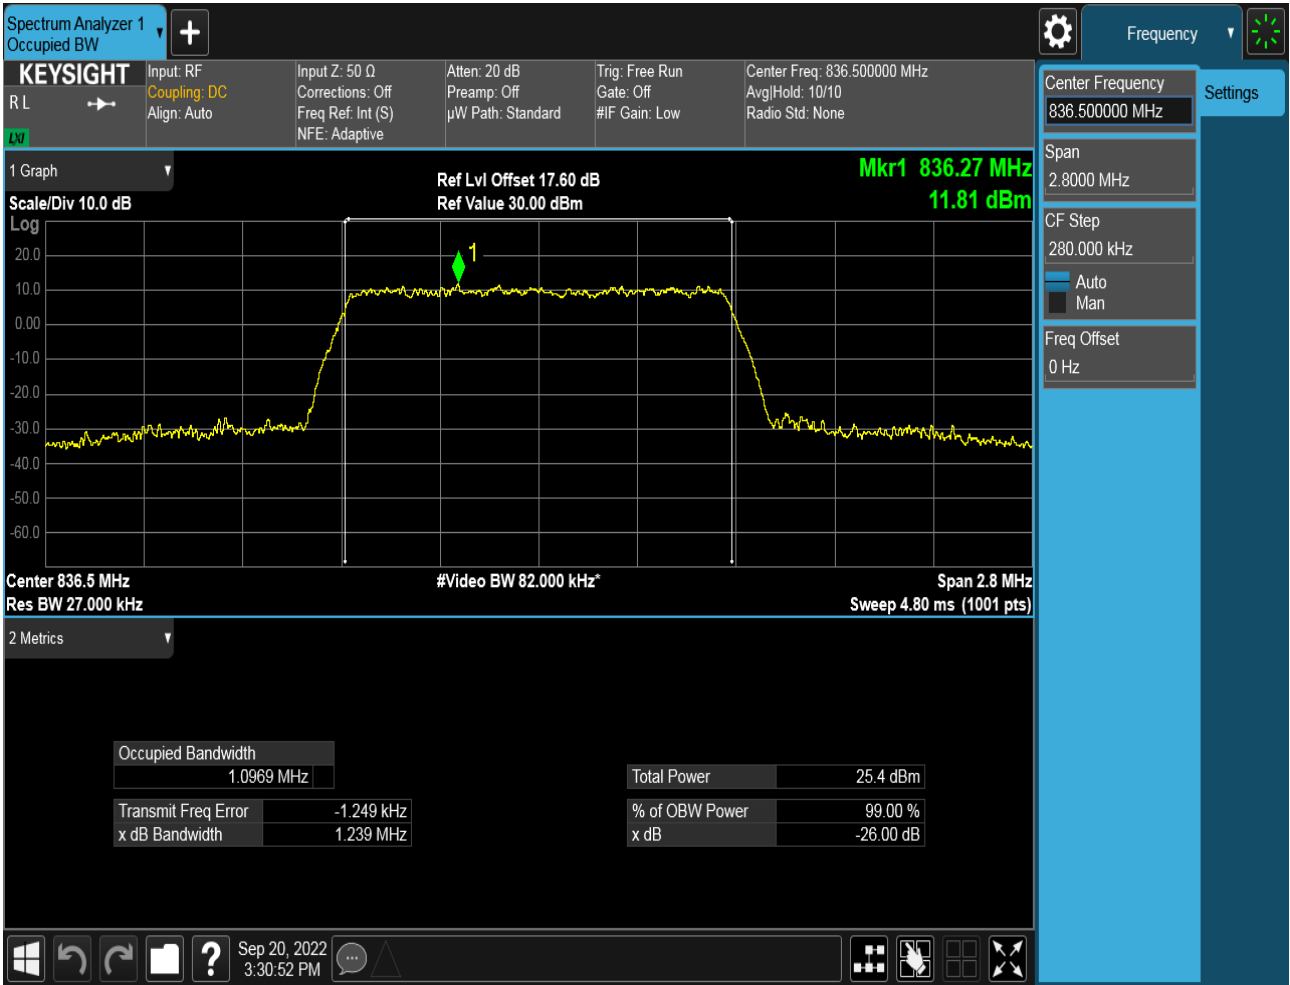 Spectrum Analyzer 1
Occupied BW
Frequency
KEYSIGHT
R L
LXI
Input: RF
Coupling: DC
Align: Auto
Input Z: 50 Ω
Corrections: Off
Freq Ref: Int (S)
NFE: Adaptive
Atten: 20 dB
Preamp: Off
µW Path: Standard
Trig: Free Run
Gate: Off
#IF Gain: Low
Center Freq: 836.500000 MHz
Avg|Hold: 10/10
Radio Std: None
Center Frequency
836.500000 MHz
Settings
Span
2.8000 MHz
CF Step
280.000 kHz
Auto
Man
Freq Offset
0 Hz
1 Graph
Scale/Div 10.0 dB
Ref Lvl Offset 17.60 dB
Ref Value 30.00 dBm
Mkr1 836.27 MHz
11.81 dBm
Log
20.0
10.0
0.00
-10.0
-20.0
-30.0
-40.0
-50.0
-60.0
1
Center 836.5 MHz
Res BW 27.000 kHz
#Video BW 82.000 kHz*
Span 2.8 MHz
Sweep 4.80 ms (1001 pts)
2 Metrics
Occupied Bandwidth
1.0969 MHz
Transmit Freq Error -1.249 kHz
x dB Bandwidth 1.239 MHz
Total Power 25.4 dBm
% of OBW Power 99.00 %
x dB -26.00 dB
?
Sep 20, 2022
3:30:52 PM